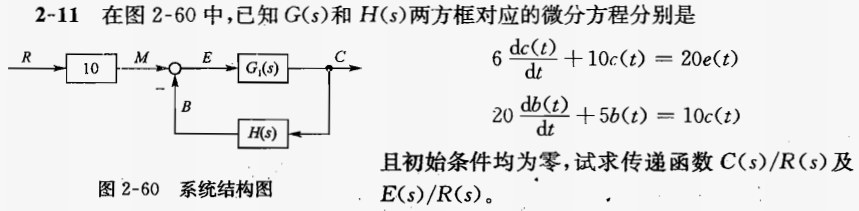 2-11 在图 2-60 中,已知 G(s)和 H(s)两方框对应的微分方程分别是
6 dc(t)/dt + 10c(t) = 20e(t)
20 db(t)/dt + 5b(t) = 10c(t)
且初始条件均为零,试求传递函数 C(s)/R(s)及
E(s)/R(s)。
R 10 M E G₁(s) C
−
B
H(s)
图 2-60 系统结构图